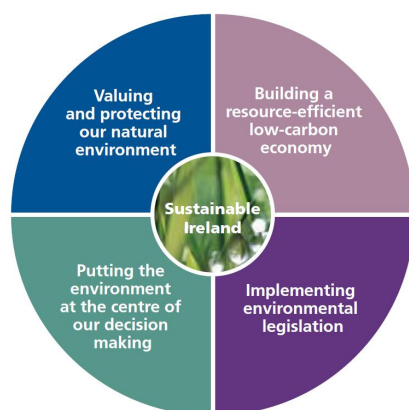 Valuing
and protecting
our natural
environment
Building a
resource-efficient
low-carbon
economy
Sustainable
Ireland
Putting the
environment
at the centre of
our decision
making
Implementing
environmental
legislation